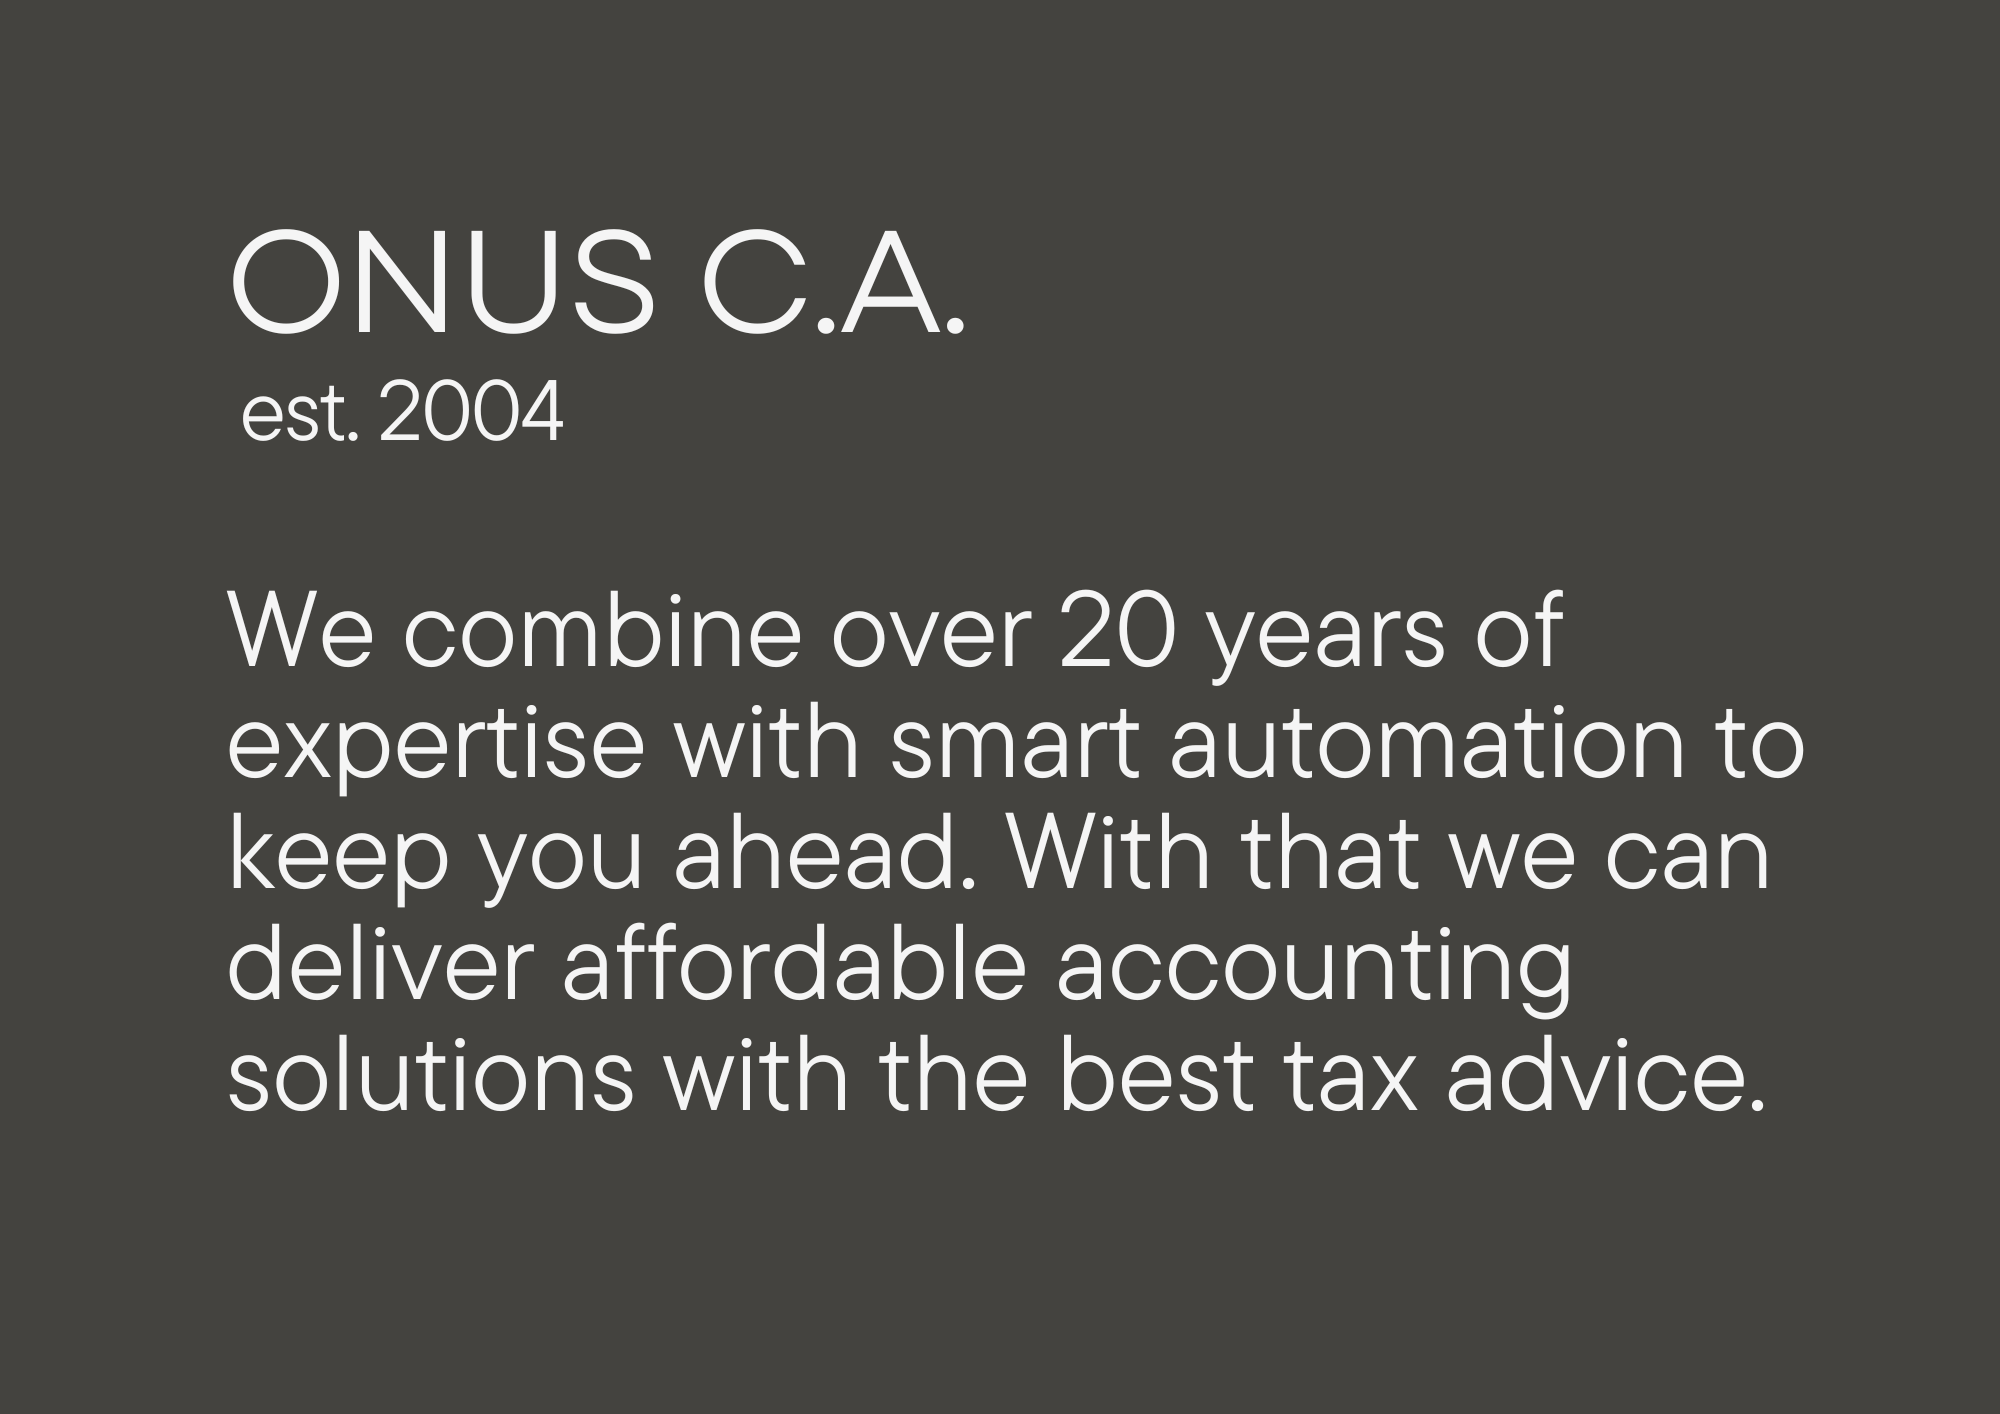 ONUS C.A.
est. 2004
We combine over 20 years of
expertise with smart automation to
keep you ahead. With that we can
deliver affordable accounting
solutions with the best tax advice.